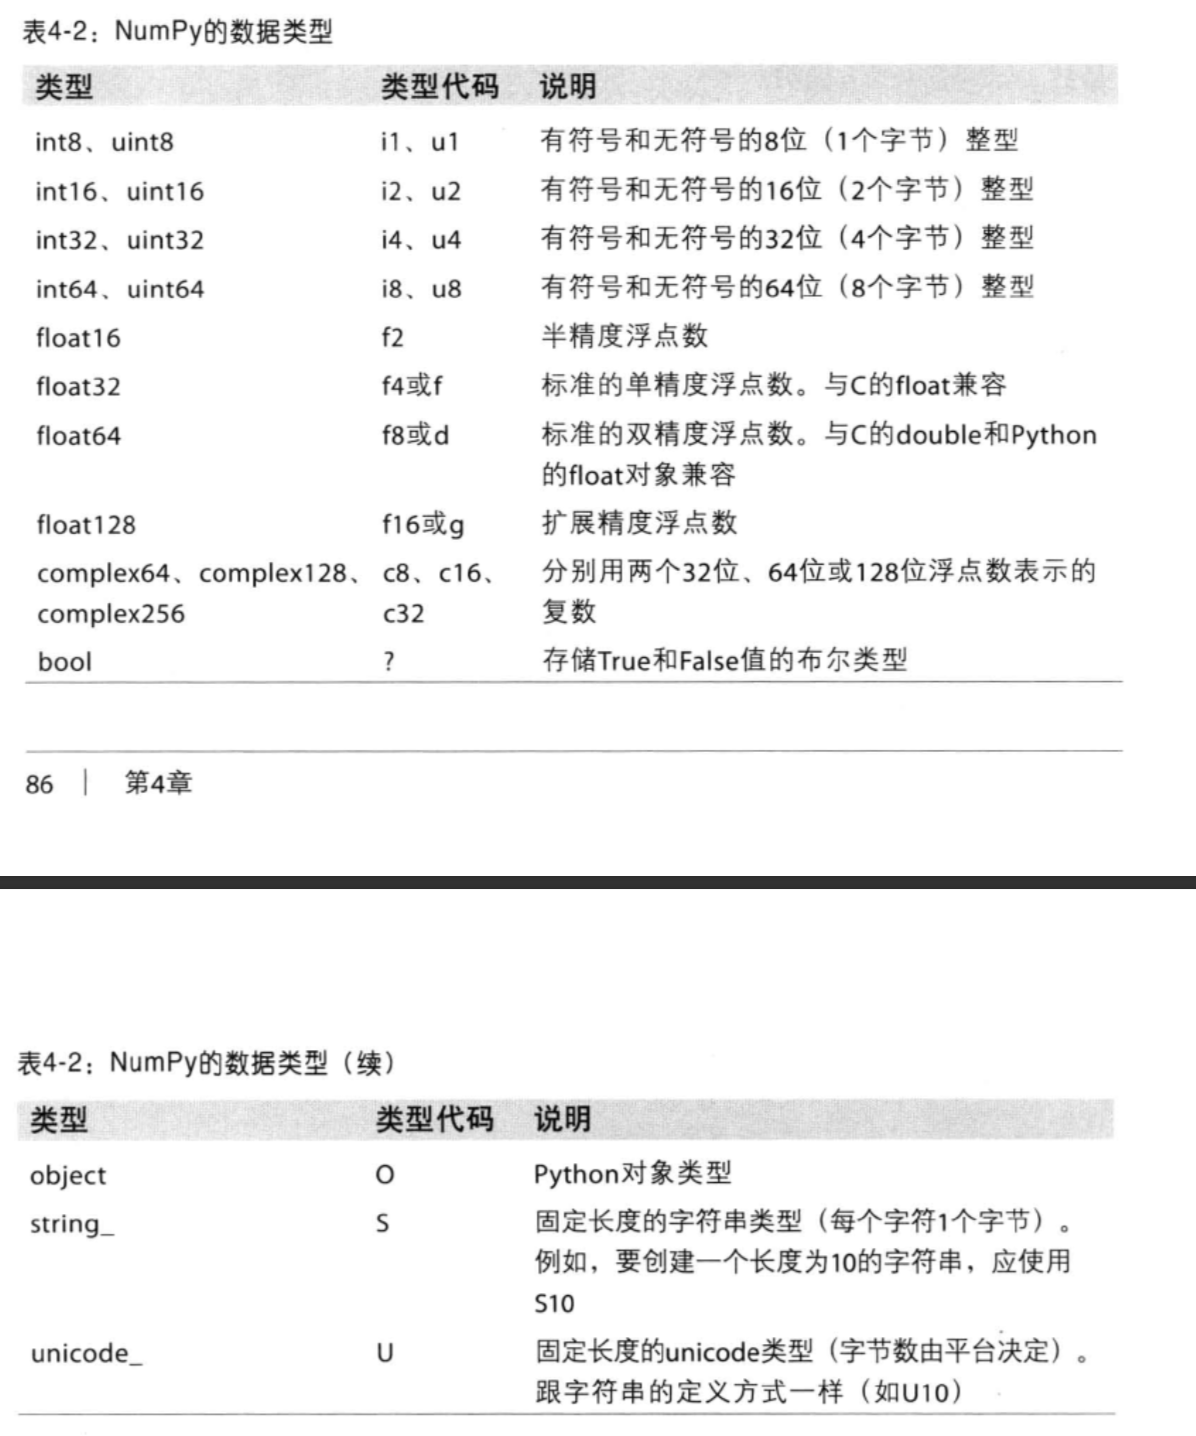 表4-2：NumPy的数据类型
类型 类型代码 说明
int8、uint8 i1、u1 有符号和无符号的8位（1个字节）整型
int16、uint16 i2、u2 有符号和无符号的16位（2个字节）整型
int32、uint32 i4、u4 有符号和无符号的32位（4个字节）整型
int64、uint64 i8、u8 有符号和无符号的64位（8个字节）整型
float16 f2 半精度浮点数
float32 f4或f 标准的单精度浮点数。与C的float兼容
float64 f8或d 标准的双精度浮点数。与C的double和Python
的float对象兼容
float128 f16或g 扩展精度浮点数
complex64、complex128、 c8、c16、 分别用两个32位、64位或128位浮点数表示的
complex256 c32 复数
bool ? 存储True和False值的布尔类型
86 | 第4章
表4-2：NumPy的数据类型（续）
类型 类型代码 说明
object O Python对象类型
string_ S 固定长度的字符串类型（每个字符1个字节）。
例如，要创建一个长度为10的字符串，应使用
S10
unicode_ U 固定长度的unicode类型（字节数由平台决定）。
跟字符串的定义方式一样（如U10）